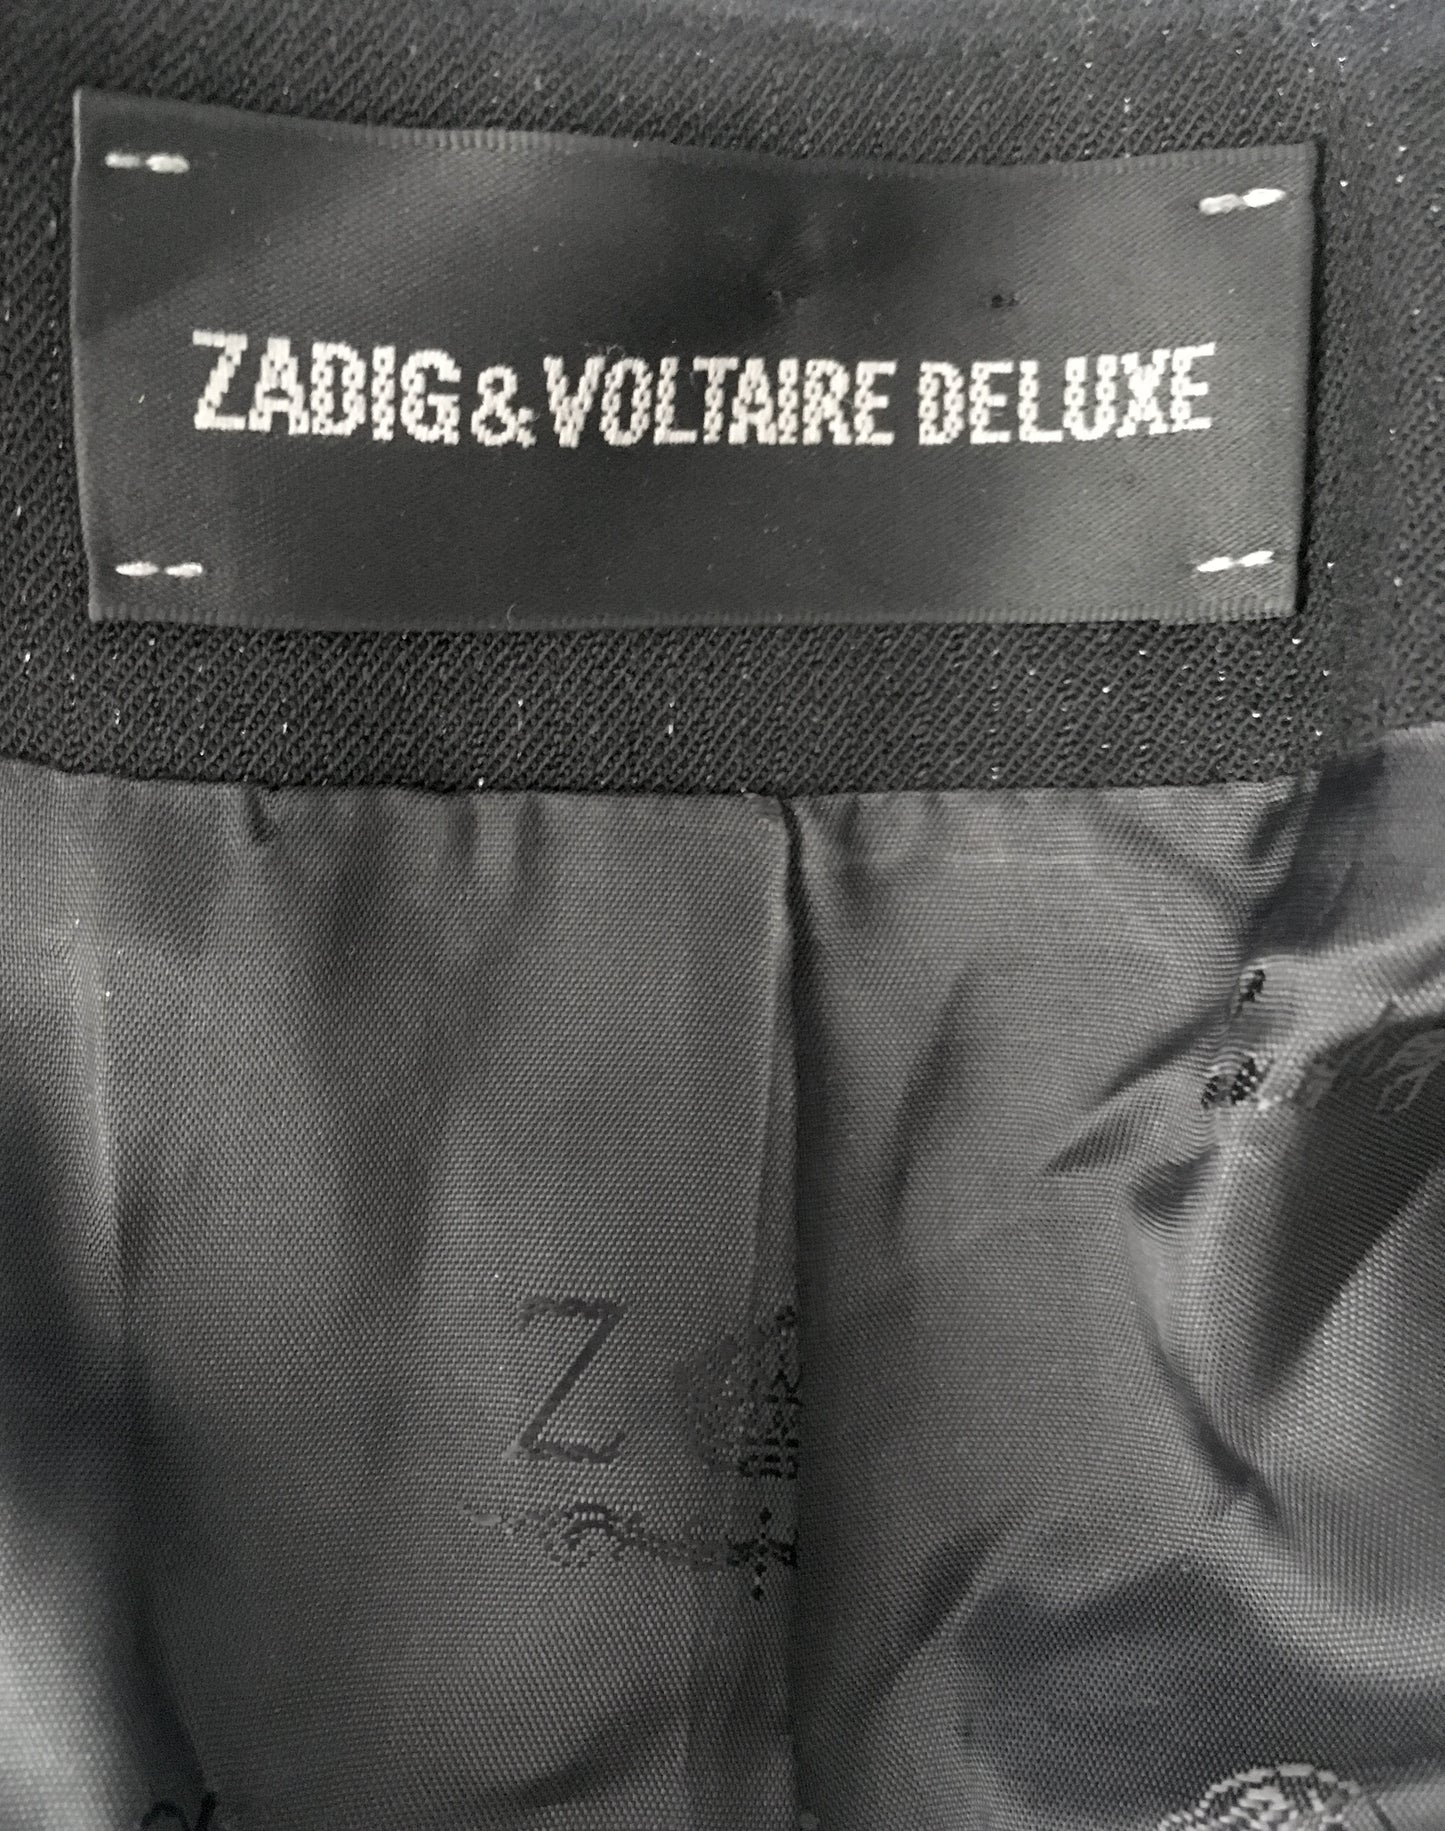 ZADIG & VOLTAIRE DELUXE
Z